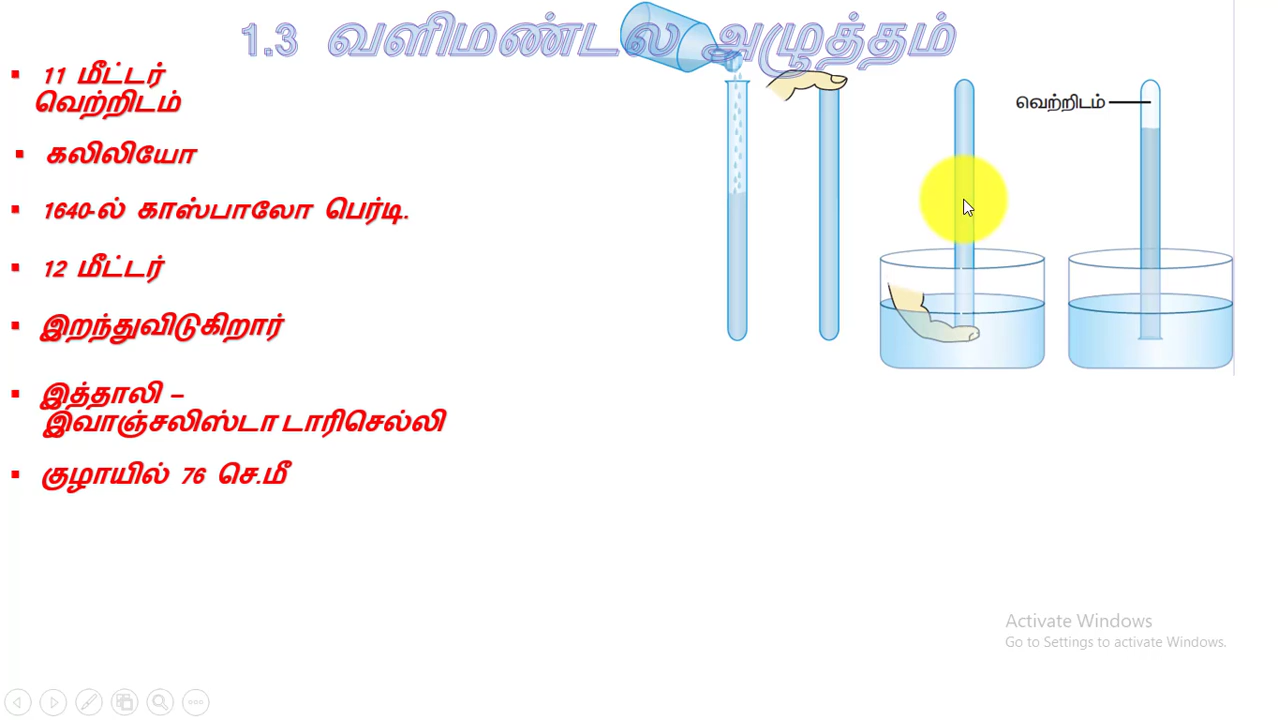 1.3 வளிமண்டல அழுத்தம்
▪ 11 மீட்டர்
வெற்றிடம்
▪ கலிலியோ
▪ 1640-ல் காஸ்பாலோ பெர்டி.
▪ 12 மீட்டர்
▪ இறந்துவிடுகிறார்
▪ இத்தாலி –
இவாஞ்சலிஸ்டா டாரிசெல்லி
▪ குழாயில் 76 செ.மீ
வெற்றிடம்
Activate Windows
Go to Settings to activate Windows.